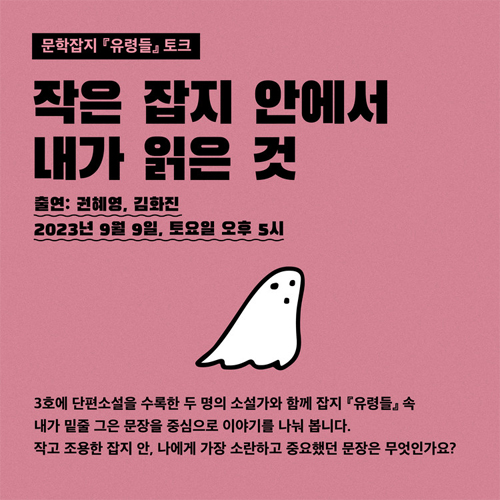 문학잡지 『유령들』 토크
작은 잡지 안에서
내가 읽은 것
출연: 권혜영, 김화진
2023년 9월 9일, 토요일 오후 5시
3호에 단편소설을 수록한 두 명의 소설가와 함께 잡지 『유령들』 속
내가 밑줄 그은 문장을 중심으로 이야기를 나눠 봅니다.
작고 조용한 잡지 안, 나에게 가장 소란하고 중요했던 문장은 무엇인가요?